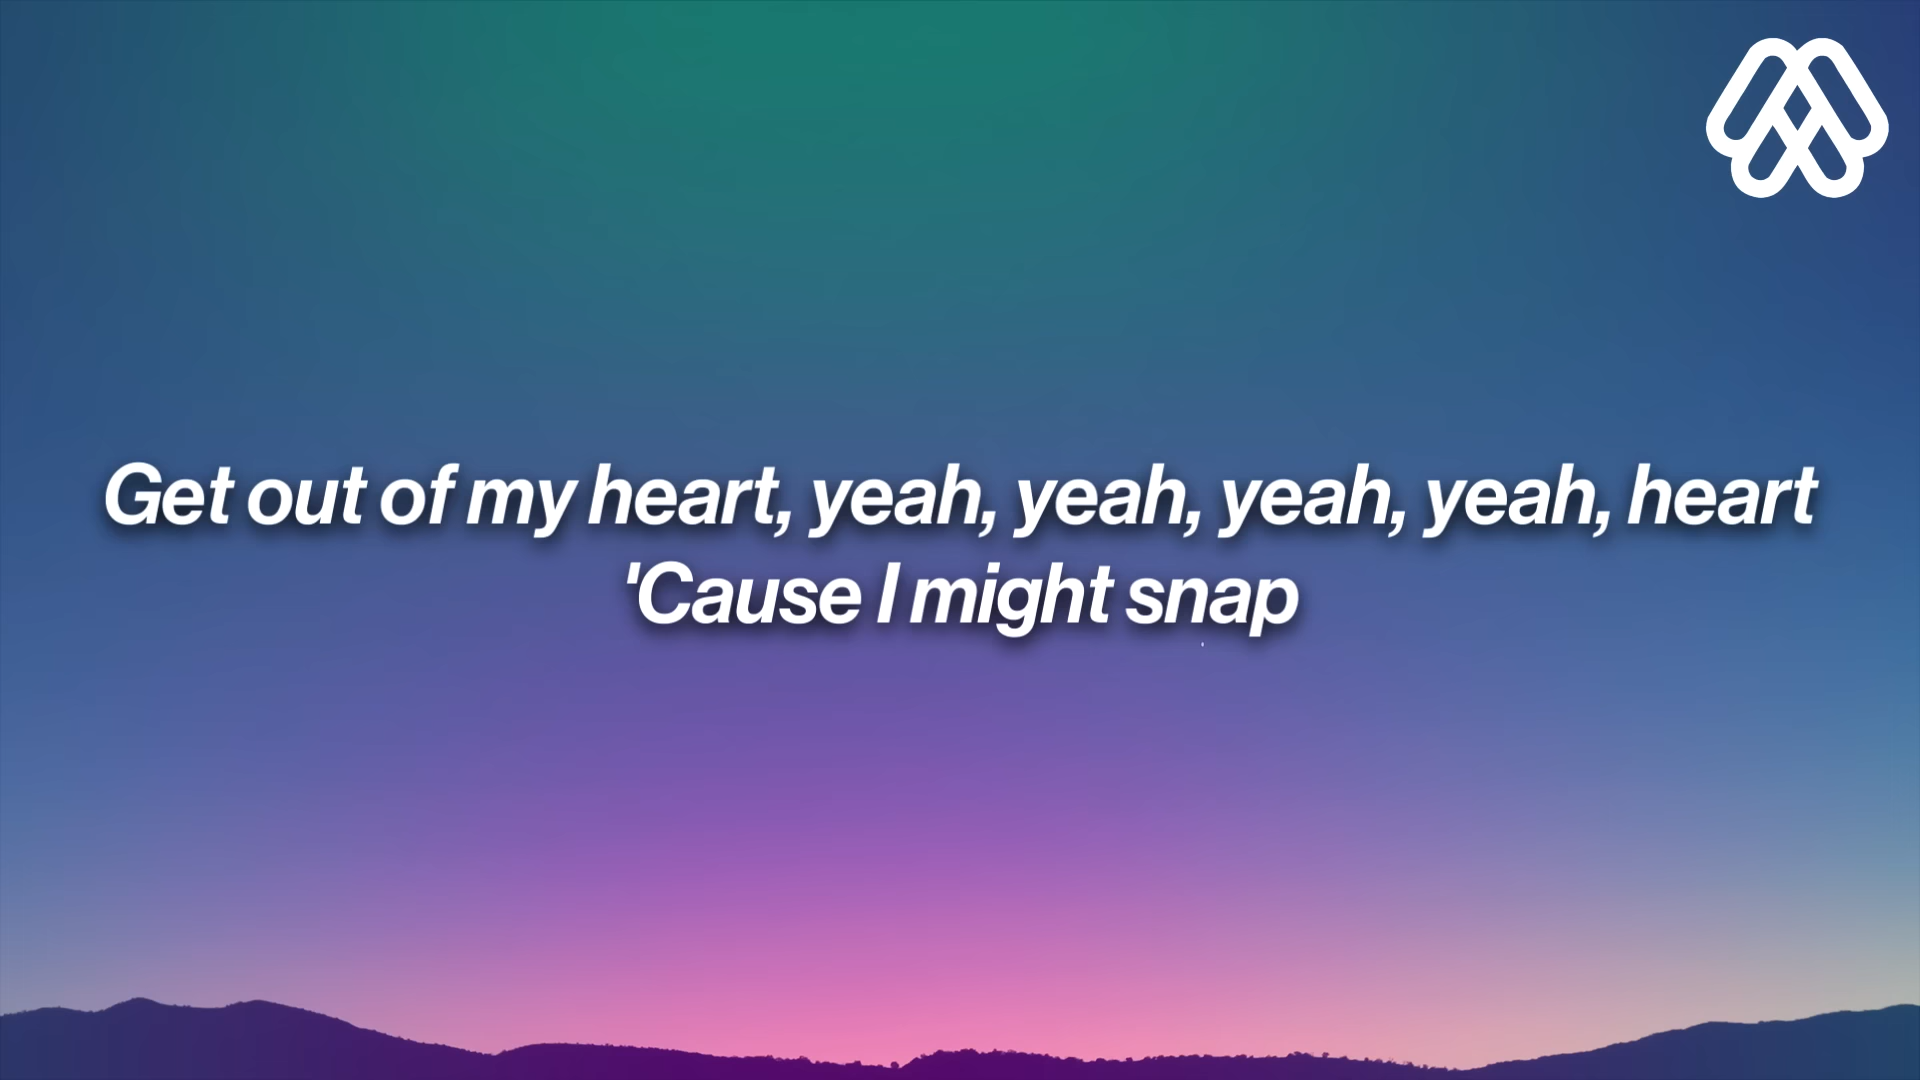 Get out of my heart, yeah, yeah, yeah, yeah, heart
'Cause I might snap